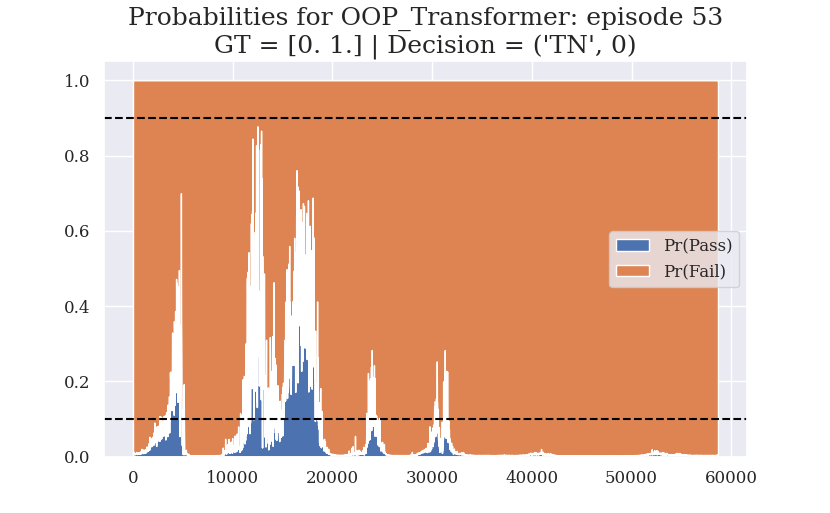 Probabilities for OOP_Transformer: episode 53
GT = [0. 1.] | Decision = ('TN', 0)
1.0
0.8
0.6
0.4
0.2
0.0
Pr(Pass)
Pr(Fail)
0 10000 20000 30000 40000 50000 60000